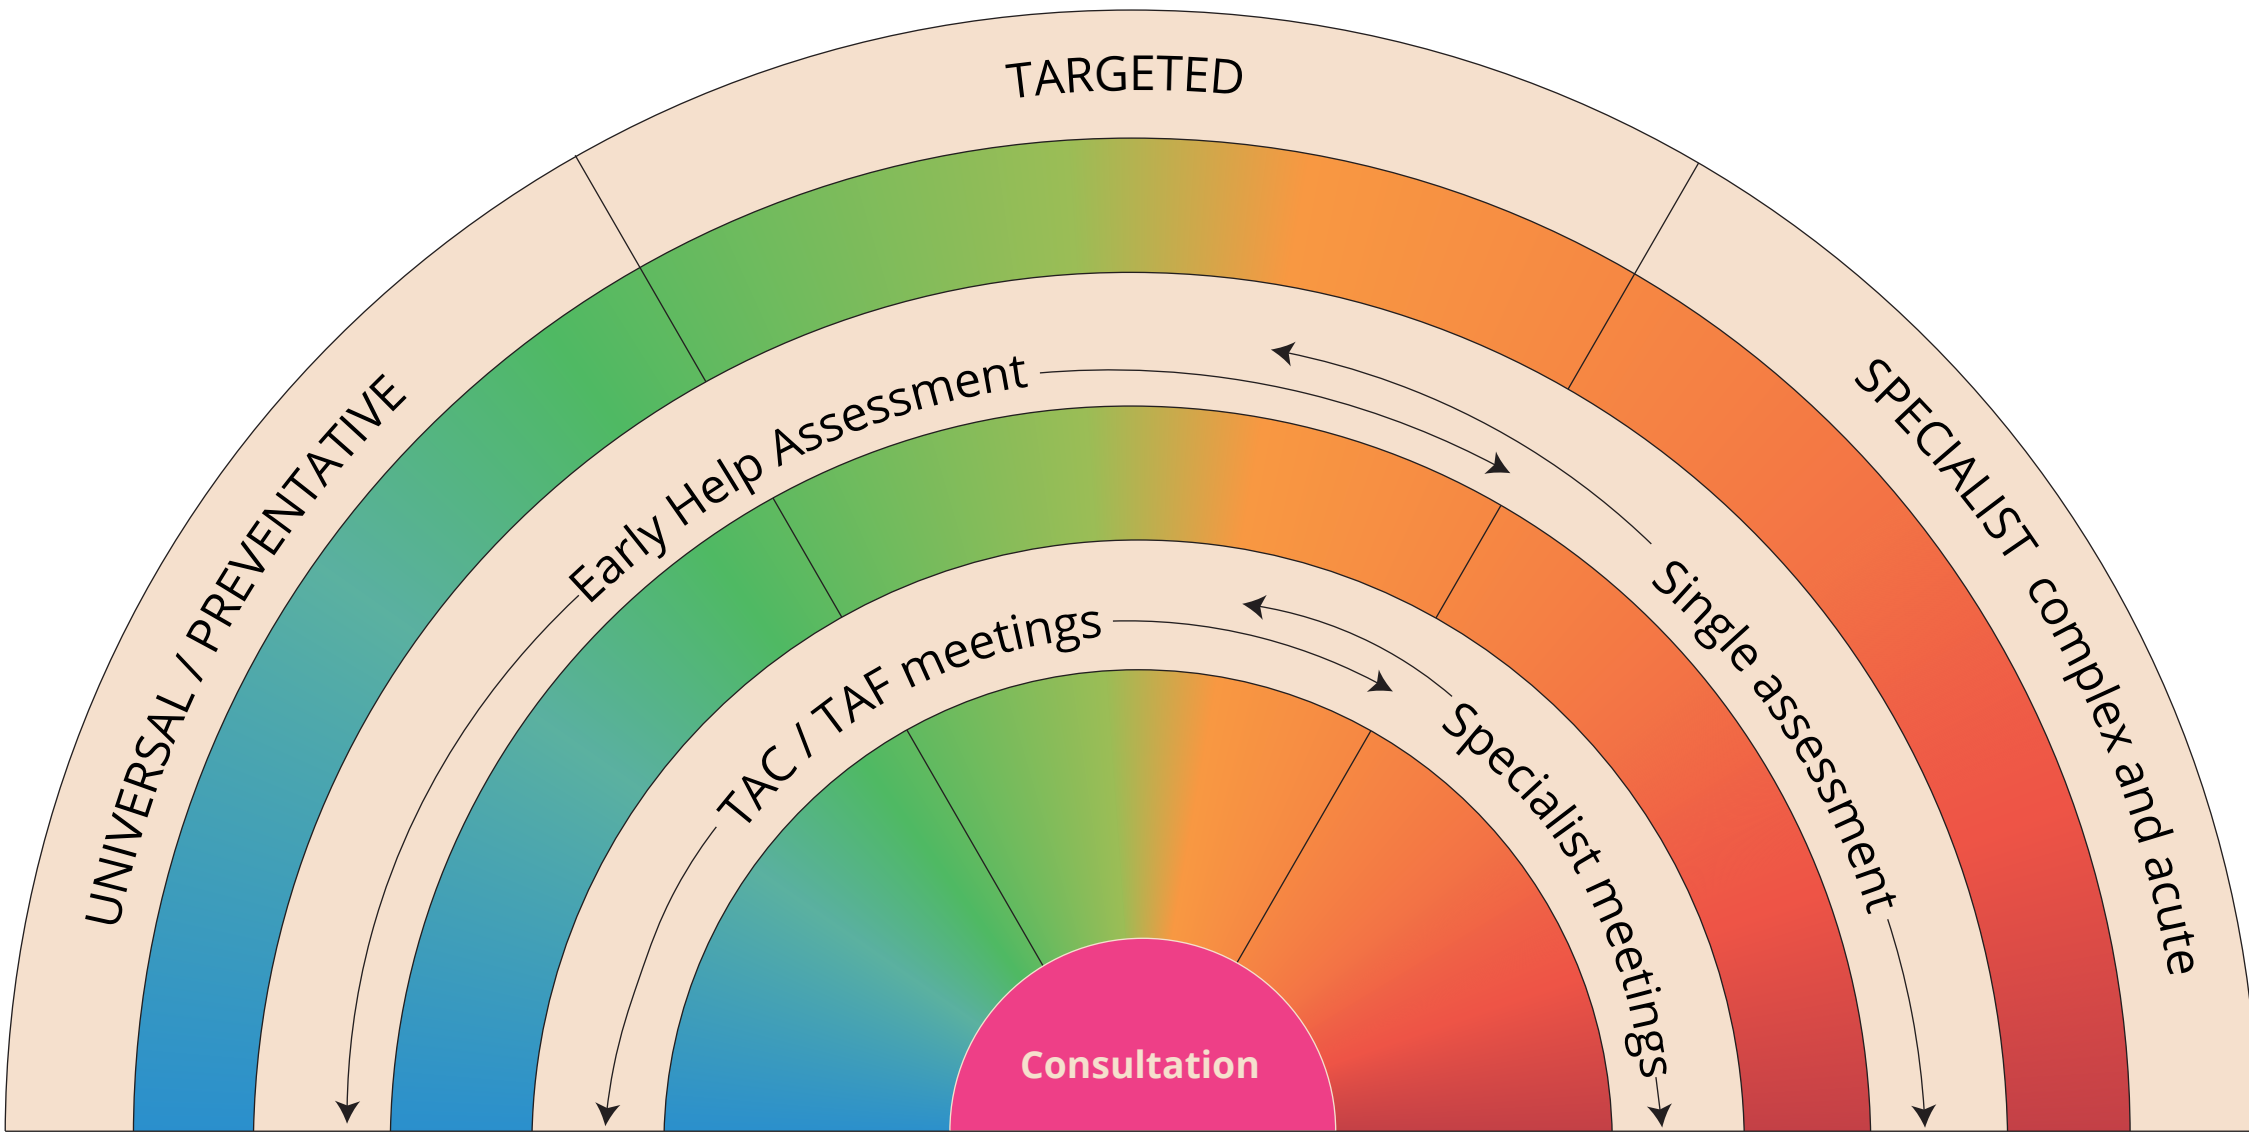 TARGETED
UNIVERSAL / PREVENTATIVE
SPECIALIST complex and acute
Early Help Assessment
Single assessment
TAC / TAF meetings
Specialist meetings
Consultation